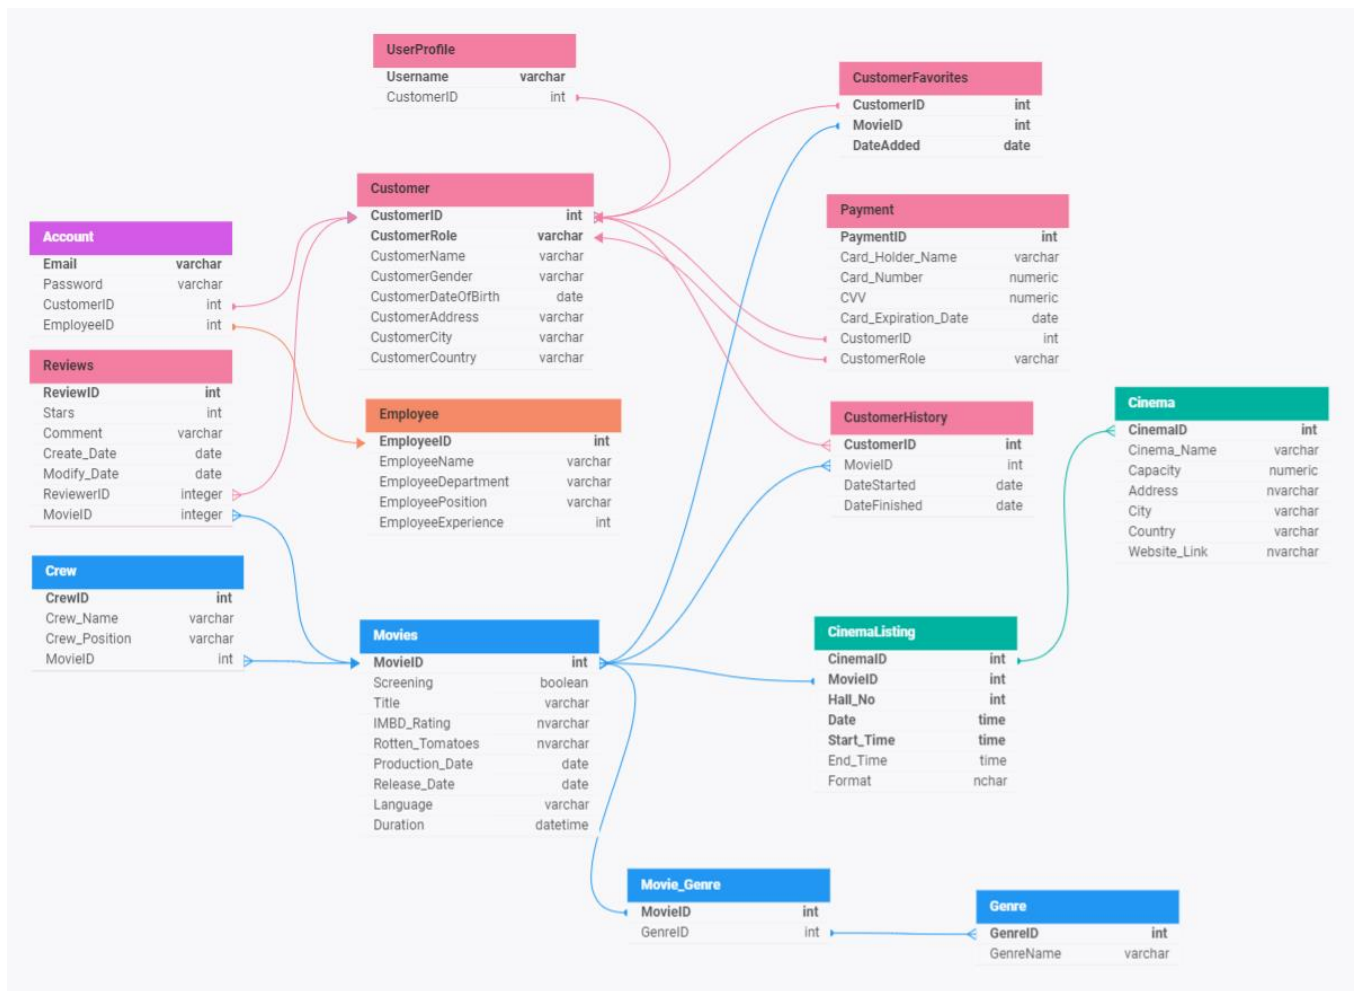 UserProfile
Username varchar
CustomerID int
CustomerFavorites
CustomerID int
MovieID int
DateAdded date
Customer
CustomerID int
CustomerRole varchar
CustomerName varchar
CustomerGender varchar
CustomerDateOfBirth date
CustomerAddress varchar
CustomerCity varchar
CustomerCountry varchar
Payment
PaymentID int
Card_Holder_Name varchar
Card_Number numeric
CVV numeric
Card_Expiration_Date date
CustomerID int
CustomerRole varchar
Account
Email varchar
Password varchar
CustomerID int
EmployeeID int
Reviews
ReviewID int
Stars int
Comment varchar
Create_Date date
Modify_Date date
ReviewerID integer
MovieID integer
Employee
EmployeeID int
EmployeeName varchar
EmployeeDepartment varchar
EmployeePosition varchar
EmployeeExperience int
CustomerHistory
CustomerID int
MovieID int
DateStarted date
DateFinished date
Cinema
CinemaID int
Cinema_Name varchar
Capacity numeric
Address nvarchar
City varchar
Country varchar
Website_Link nvarchar
Crew
CrewID int
Crew_Name varchar
Crew_Position varchar
MovieID int
Movies
MovieID int
Screening boolean
Title varchar
IMBD_Rating nvarchar
Rotten_Tomatoes nvarchar
Production_Date date
Release_Date date
Language varchar
Duration datetime
CinemaListing
CinemaID int
MovieID int
Hall_No int
Date time
Start_Time time
End_Time time
Format nchar
Movie_Genre
MovieID int
GenreID int
Genre
GenreID int
GenreName varchar